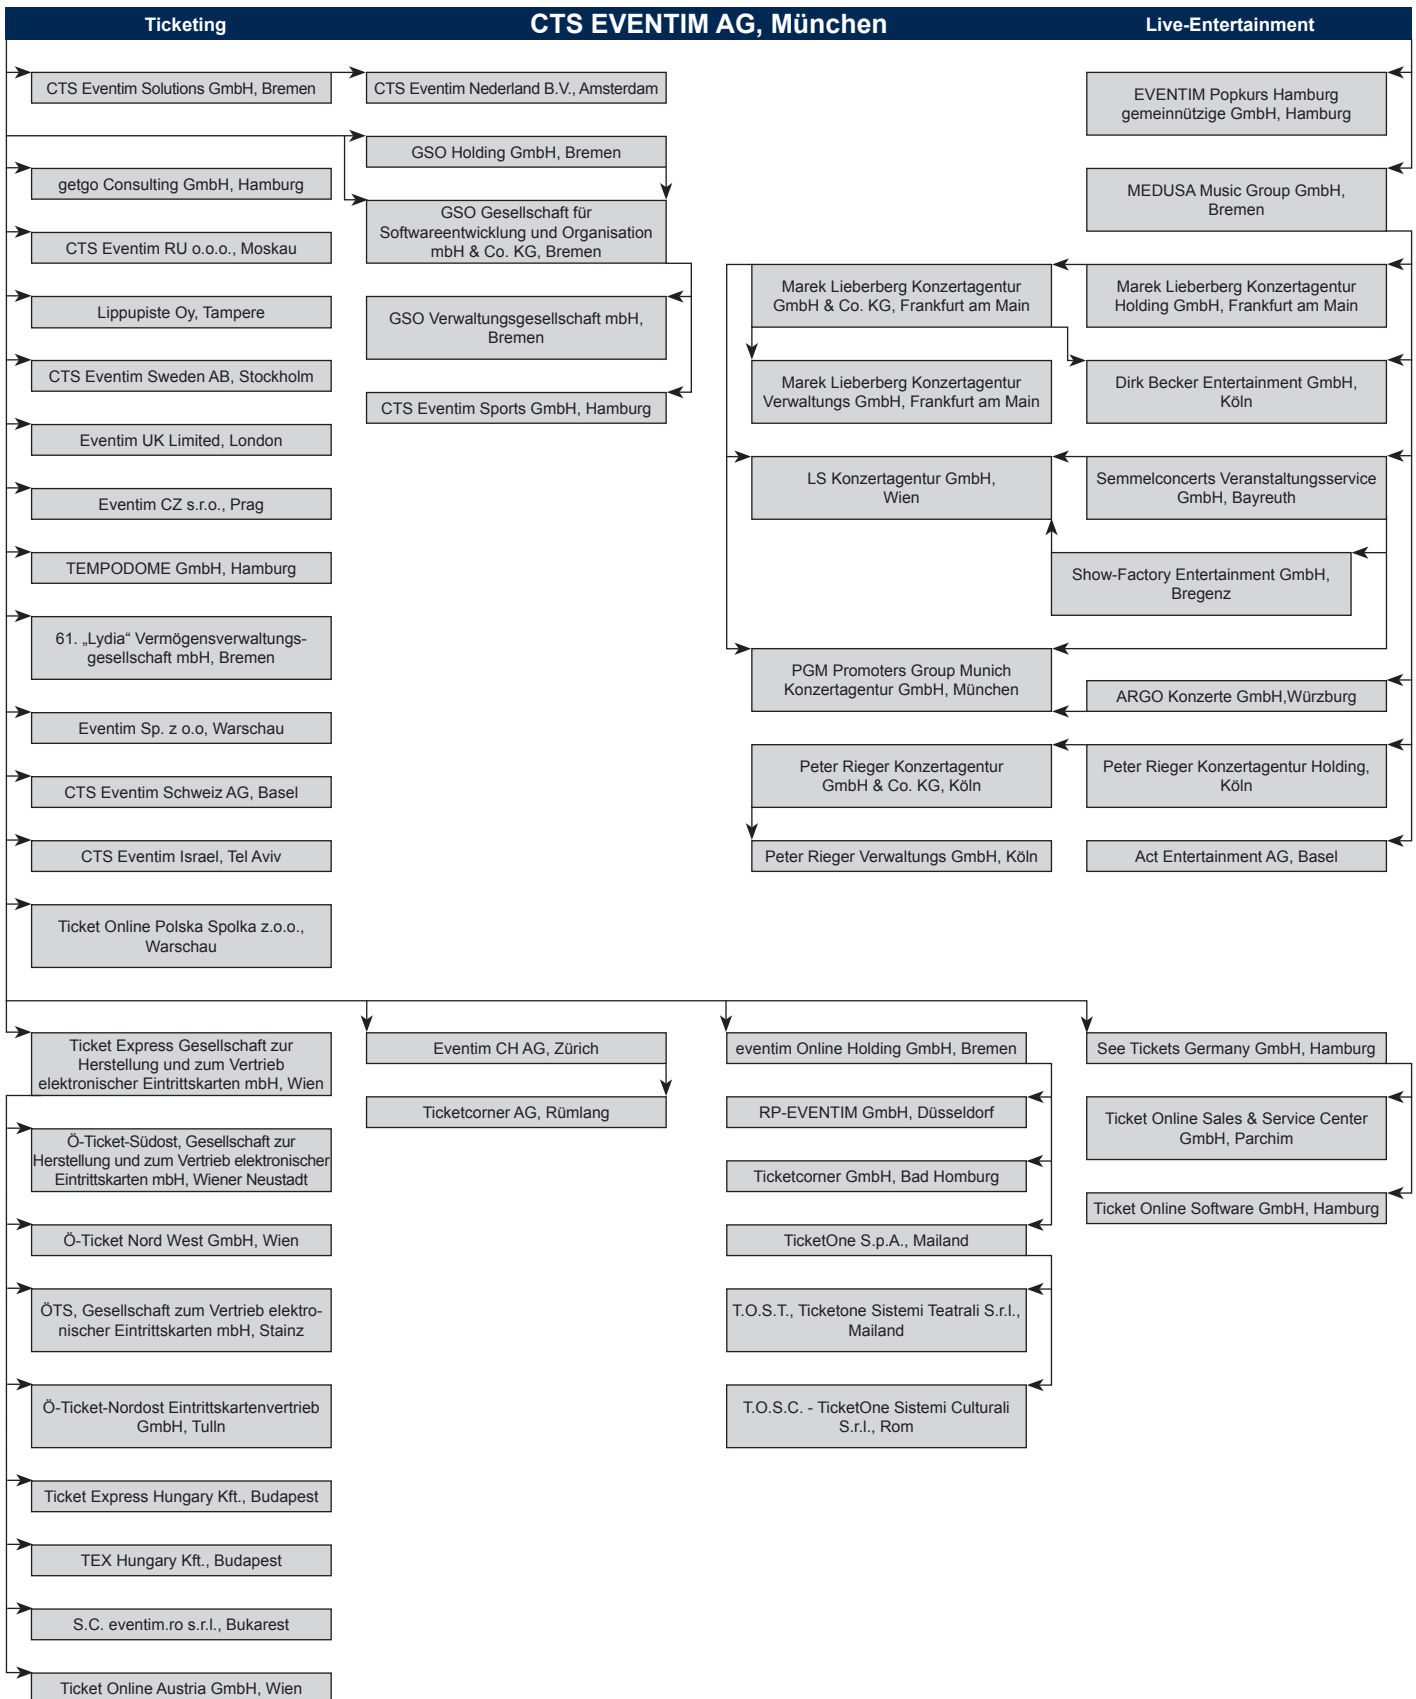 Ticketing
CTS EVENTIM AG, München
Live-Entertainment
CTS Eventim Solutions GmbH, Bremen
getgo Consulting GmbH, Hamburg
CTS Eventim RU o.o.o., Moskau
Lippupiste Oy, Tampere
CTS Eventim Sweden AB, Stockholm
Eventim UK Limited, London
Eventim CZ s.r.o., Prag
TEMPODOME GmbH, Hamburg
61. „Lydia“ Vermögensverwaltungs-
gesellschaft mbH, Bremen
Eventim Sp. z o.o, Warschau
CTS Eventim Schweiz AG, Basel
CTS Eventim Israel, Tel Aviv
Ticket Online Polska Spolka z.o.o.,
Warschau
CTS Eventim Nederland B.V., Amsterdam
GSO Holding GmbH, Bremen
GSO Gesellschaft für
Softwareentwicklung und Organisation
mbH & Co. KG, Bremen
GSO Verwaltungsgesellschaft mbH,
Bremen
CTS Eventim Sports GmbH, Hamburg
Marek Lieberberg Konzertagentur
GmbH & Co. KG, Frankfurt am Main
Marek Lieberberg Konzertagentur
Verwaltungs GmbH, Frankfurt am Main
LS Konzertagentur GmbH,
Wien
PGM Promoters Group Munich
Konzertagentur GmbH, München
Peter Rieger Konzertagentur
GmbH & Co. KG, Köln
Peter Rieger Verwaltungs GmbH, Köln
EVENTIM Popkurs Hamburg
gemeinnützige GmbH, Hamburg
MEDUSA Music Group GmbH,
Bremen
Marek Lieberberg Konzertagentur
Holding GmbH, Frankfurt am Main
Dirk Becker Entertainment GmbH,
Köln
Semmelconcerts Veranstaltungsservice
GmbH, Bayreuth
Show-Factory Entertainment GmbH,
Bregenz
ARGO Konzerte GmbH,Würzburg
Peter Rieger Konzertagentur Holding,
Köln
Act Entertainment AG, Basel
Ticket Express Gesellschaft zur
Herstellung und zum Vertrieb
elektronischer Eintrittskarten mbH, Wien
Ö-Ticket-Südost, Gesellschaft zur
Herstellung und zum Vertrieb elektronischer
Eintrittskarten mbH, Wiener Neustadt
Ö-Ticket Nord West GmbH, Wien
ÖTS, Gesellschaft zum Vertrieb elektro-
nischer Eintrittskarten mbH, Stainz
Ö-Ticket-Nordost Eintrittskartenvertrieb
GmbH, Tulln
Ticket Express Hungary Kft., Budapest
TEX Hungary Kft., Budapest
S.C. eventim.ro s.r.l., Bukarest
Ticket Online Austria GmbH, Wien
Eventim CH AG, Zürich
Ticketcorner AG, Rümlang
eventim Online Holding GmbH, Bremen
RP-EVENTIM GmbH, Düsseldorf
Ticketcorner GmbH, Bad Homburg
TicketOne S.p.A., Mailand
T.O.S.T., Ticketone Sistemi Teatrali S.r.l.,
Mailand
T.O.S.C. - TicketOne Sistemi Culturali
S.r.l., Rom
See Tickets Germany GmbH, Hamburg
Ticket Online Sales & Service Center
GmbH, Parchim
Ticket Online Software GmbH, Hamburg